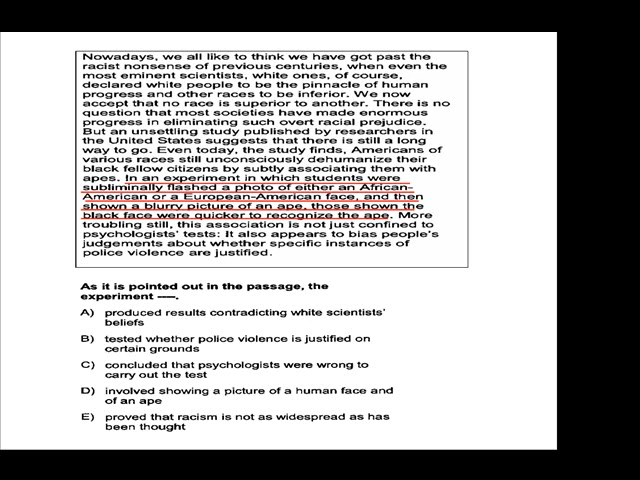 Nowadays, we all like to think we have got past the
racist nonsense of previous centuries, when even the
most eminent scientists, white ones, of course,
declared white people to be the pinnacle of human
progress and other races to be inferior. We now
accept that no race is superior to another. There is no
question that most societies have made enormous
progress in eliminating such overt racial prejudice.
But an unsettling study published by researchers in
the United States suggests that there is still a long
way to go. Even today, the study finds, Americans of
various races still unconsciously dehumanize their
black fellow citizens by subtly associating them with
apes. In an experiment in which students were
subliminally flashed a photo of either an African-
American or a European-American face, and then
shown a blurry picture of an ape, those shown the
black face were quicker to recognize the ape. More
troubling still, this association is not just confined to
psychologists' tests: It also appears to bias people's
judgements about whether specific instances of
police violence are justified.
As it is pointed out in the passage, the
experiment ----.
A) produced results contradicting white scientists'
beliefs
B) tested whether police violence is justified on
certain grounds
C) concluded that psychologists were wrong to
carry out the test
D) involved showing a picture of a human face and
of an ape
E) proved that racism is not as widespread as has
been thought